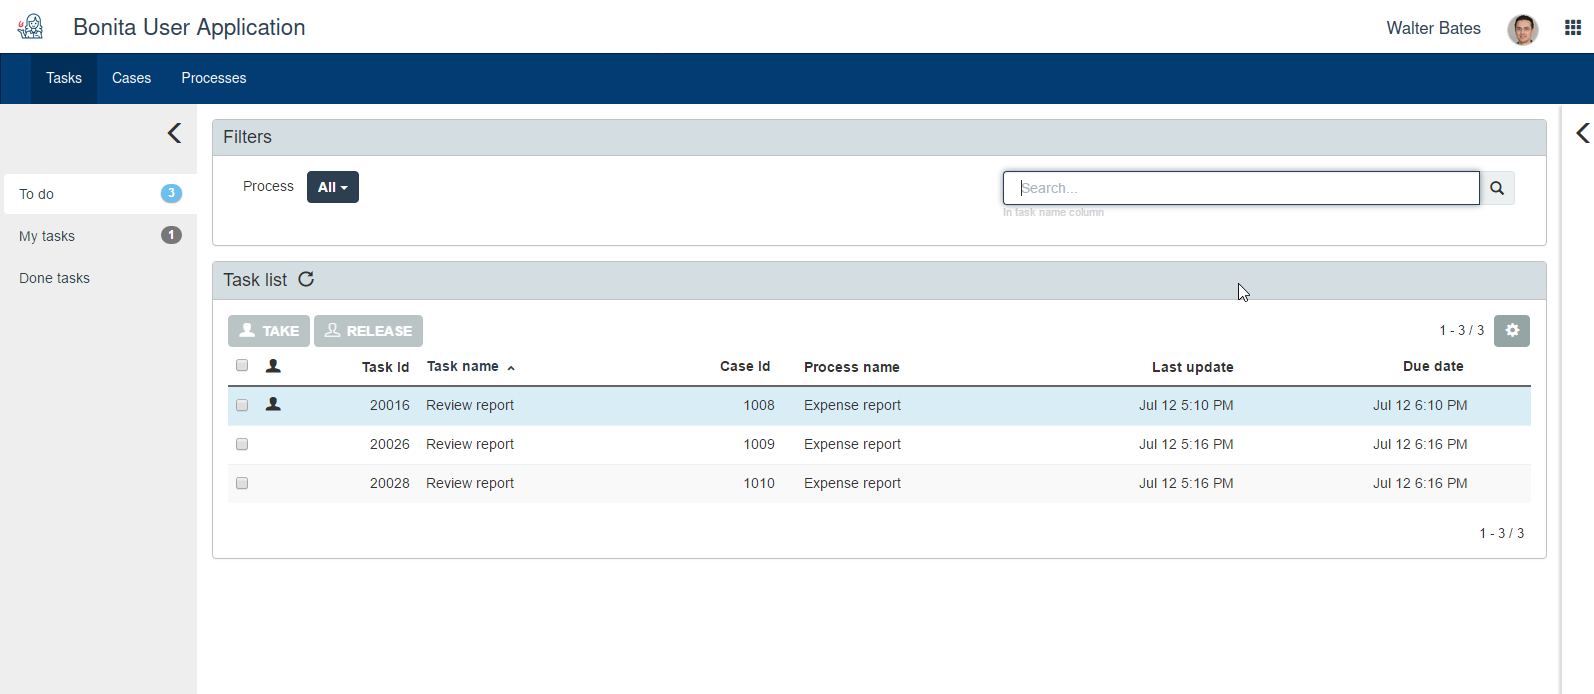 Bonita User Application
Walter Bates
Tasks Cases Processes
To do 3
My tasks 1
Done tasks
Filters
Process All
Search...
In task name column
Task list
TAKE RELEASE 1 - 3 / 3
Task Id Task name Case Id Process name Last update Due date
20016 Review report 1008 Expense report Jul 12 5:10 PM Jul 12 6:10 PM
20026 Review report 1009 Expense report Jul 12 5:16 PM Jul 12 6:16 PM
20028 Review report 1010 Expense report Jul 12 5:16 PM Jul 12 6:16 PM
1 - 3 / 3